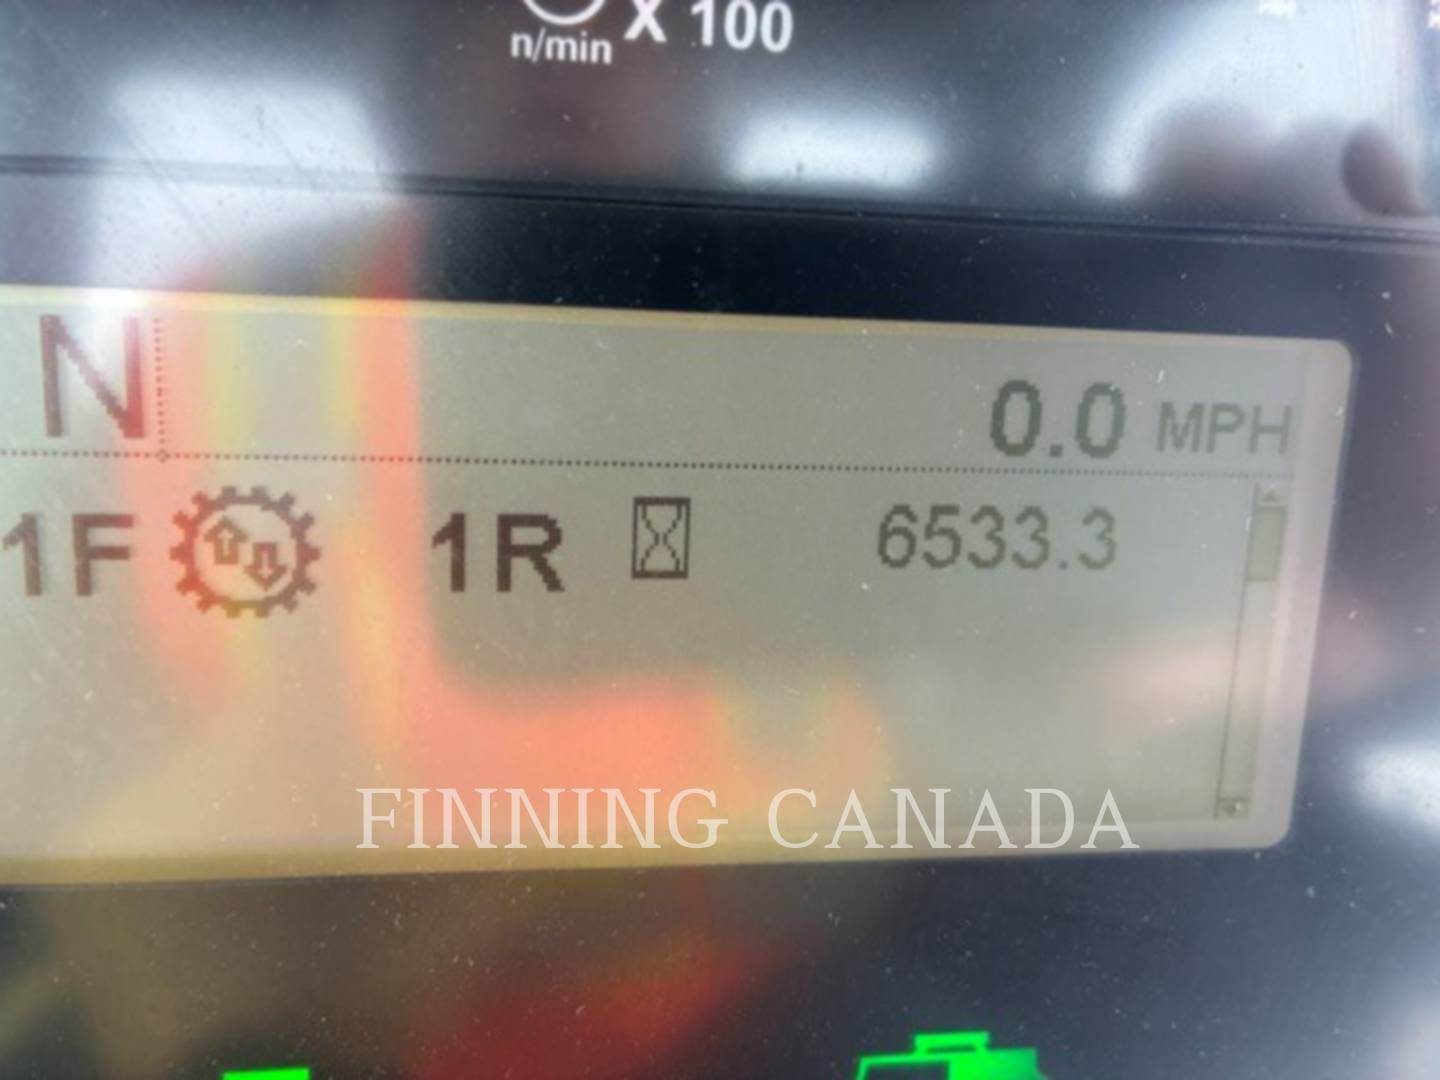 n/min X 100
N
0.0 MPH
1F 1R 6533.3
FINNING CANADA